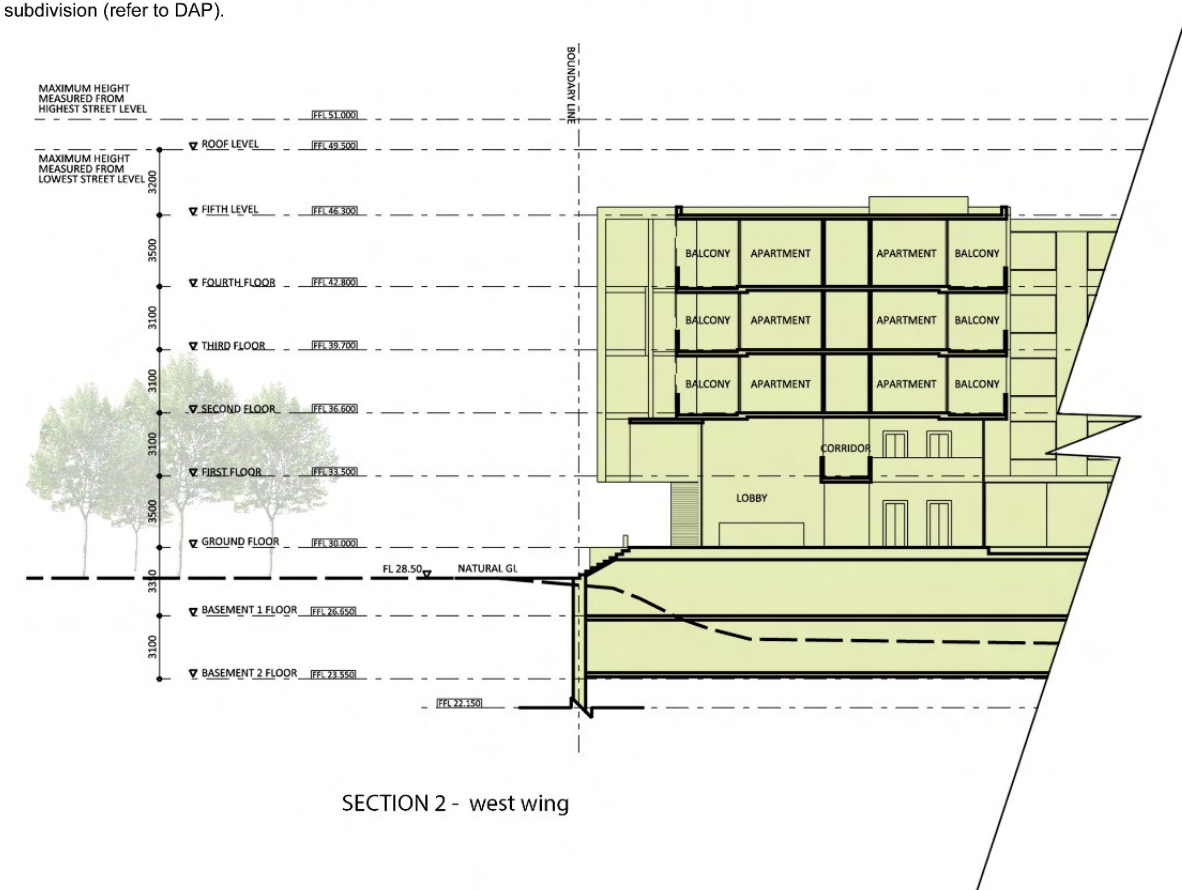 subdivision (refer to DAP).
BOUNDARY LINE
MAXIMUM HEIGHT
MEASURED FROM
HIGHEST STREET LEVEL
FFL 51.000
ROOF LEVEL
FFL 49.500
MAXIMUM HEIGHT
MEASURED FROM
LOWEST STREET LEVEL
3200
FIFTH LEVEL
FFL 46.300
3500
BALCONY
APARTMENT
APARTMENT
BALCONY
FOURTH FLOOR
FFL 42.800
3100
BALCONY
APARTMENT
APARTMENT
BALCONY
THIRD FLOOR
FFL 39.700
3100
BALCONY
APARTMENT
APARTMENT
BALCONY
SECOND FLOOR
FFL 36.600
3100
CORRIDOR
FIRST FLOOR
FFL 33.500
3500
LOBBY
GROUND FLOOR
FFL 30.000
3350
FL 28.50
NATURAL GL
BASEMENT 1 FLOOR
FFL 26.650
3100
BASEMENT 2 FLOOR
FFL 23.550
FFL 22.150
SECTION 2 - west wing